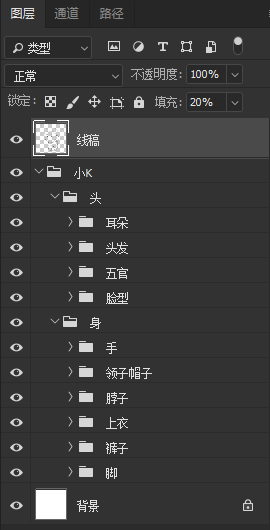 图层 通道 路径
类型
正常 不透明度: 100%
锁定: 填充: 20%
线稿
小K
头
耳朵
头发
五官
脸型
身
手
领子帽子
脖子
上衣
裤子
脚
背景